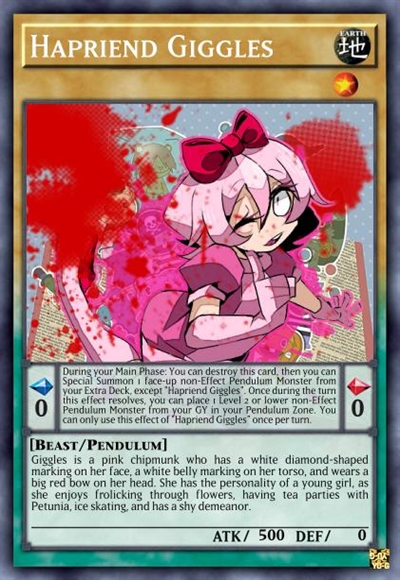 Hapriend Giggles
EARTH
地
During your Main Phase: You can destroy this card, then you can
Special Summon 1 face-up non-Effect Pendulum Monster from
your Extra Deck, except "Hapriend Giggles". Once during the turn
this effect resolves, you can place 1 Level 2 or lower non-Effect
Pendulum Monster from your GY in your Pendulum Zone. You
can only use this effect of "Hapriend Giggles" once per turn.
0
0
[Beast/Pendulum]
Giggles is a pink chipmunk who has a white diamond-shaped
marking on her face, a white belly marking on her torso, and wears a
big red bow on her head. She has the personality of a young girl, as
she enjoys frolicking through flowers, having tea parties with
Petunia, ice skating, and has a shy demeanor.
ATK/ 500 DEF/ 0